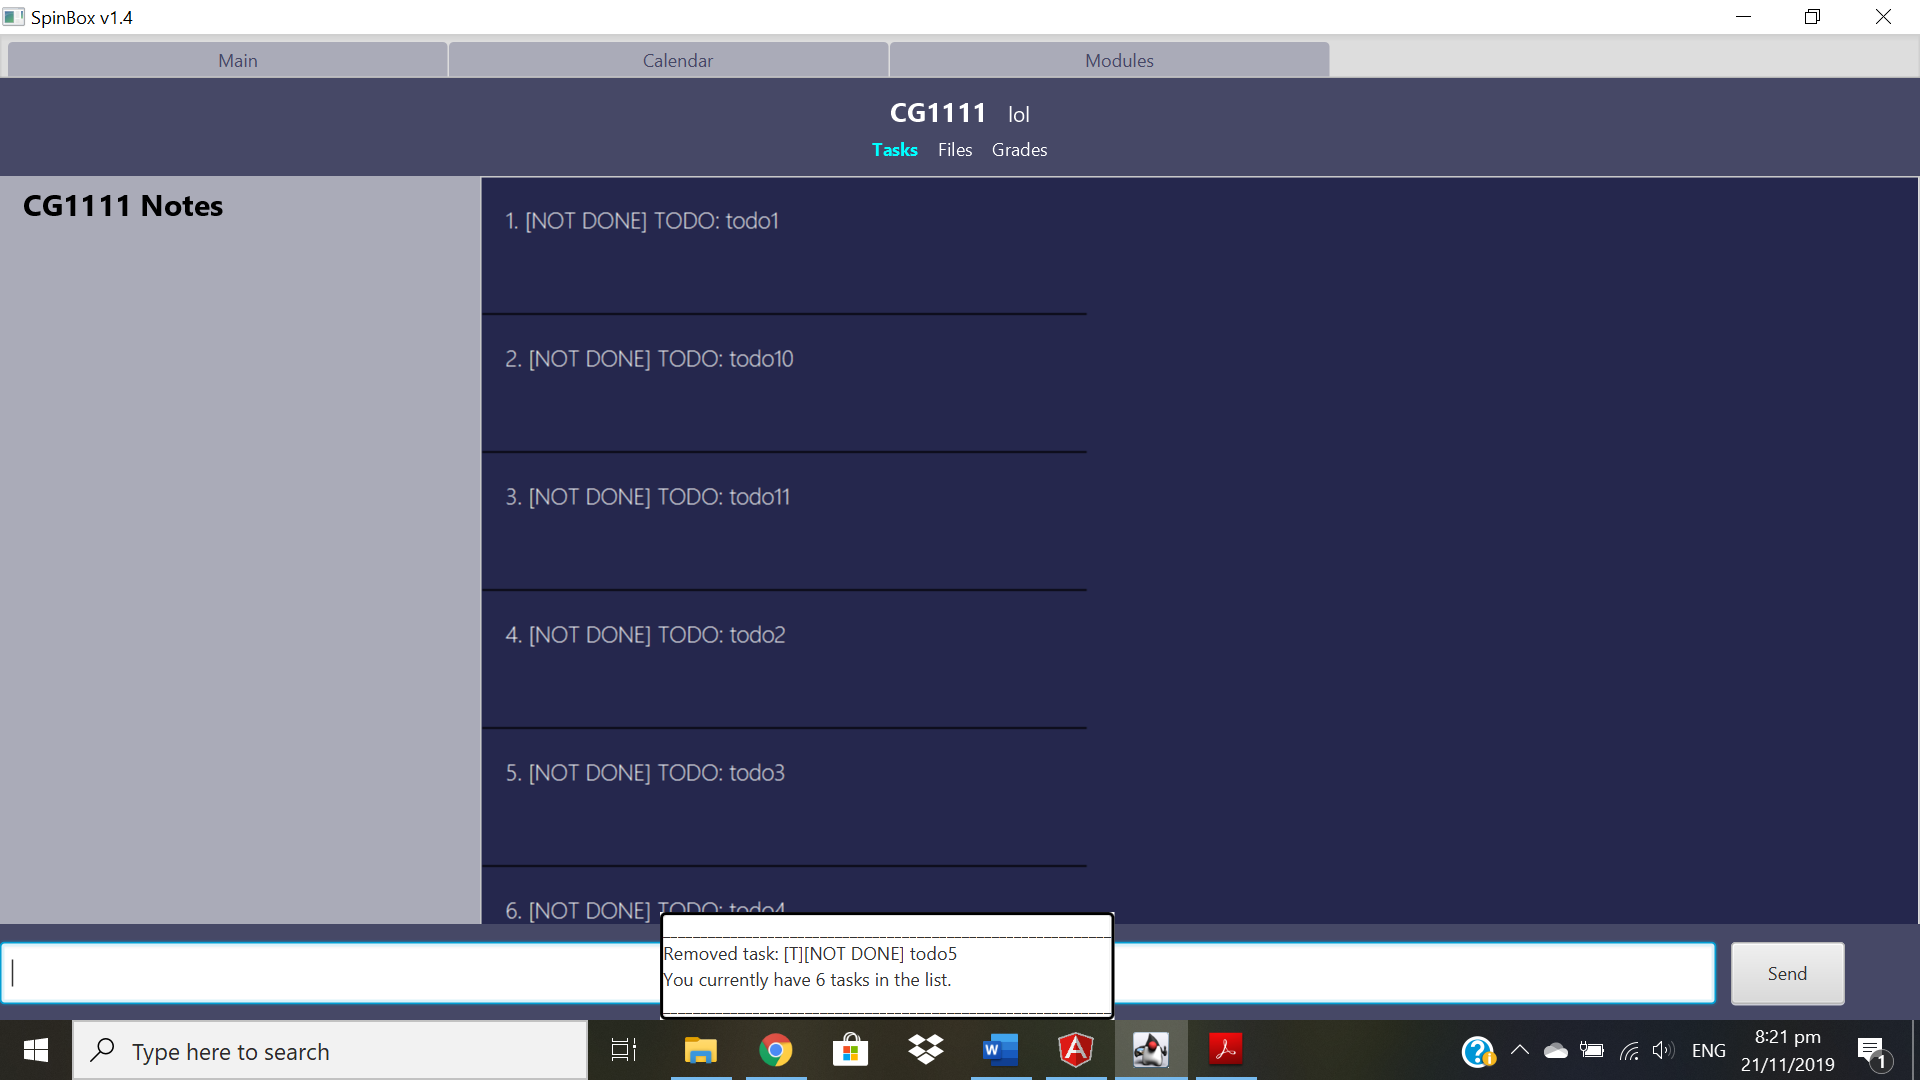 SpinBox v1.4
Main Calendar Modules
CG1111 lol
Tasks Files Grades
CG1111 Notes
1. [NOT DONE] TODO: todo1
2. [NOT DONE] TODO: todo10
3. [NOT DONE] TODO: todo11
4. [NOT DONE] TODO: todo2
5. [NOT DONE] TODO: todo3
6. [NOT DONE] TODO: todo4
Removed task: [T][NOT DONE] todo5
You currently have 6 tasks in the list.
Send
Type here to search
W
ENG
8:21 pm
21/11/2019
1